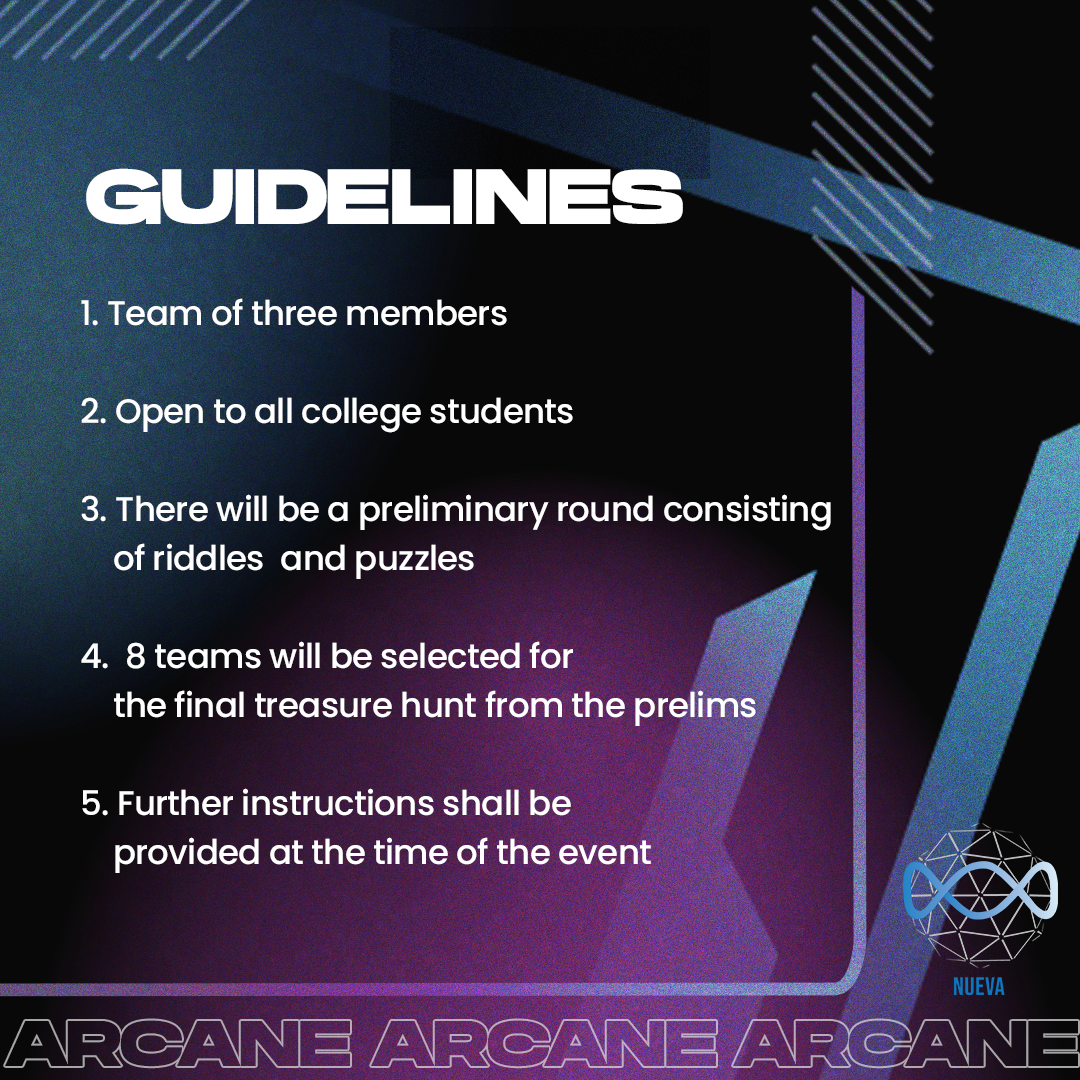 GUIDELINES
1. Team of three members
2. Open to all college students
3. There will be a preliminary round consisting
of riddles and puzzles
4. 8 teams will be selected for
the final treasure hunt from the prelims
5. Further instructions shall be
provided at the time of the event
NUEVA
ARCANE ARCANE ARCANE